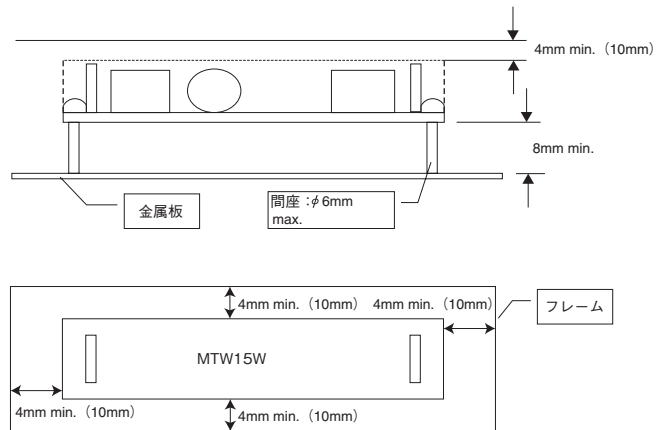 4mm min.（10mm）
8mm min.
金属板
間座：φ6mm
max.
4mm min.（10mm） 4mm min.（10mm）
フレーム
MTW15W
4mm min.（10mm）
4mm min.（10mm）